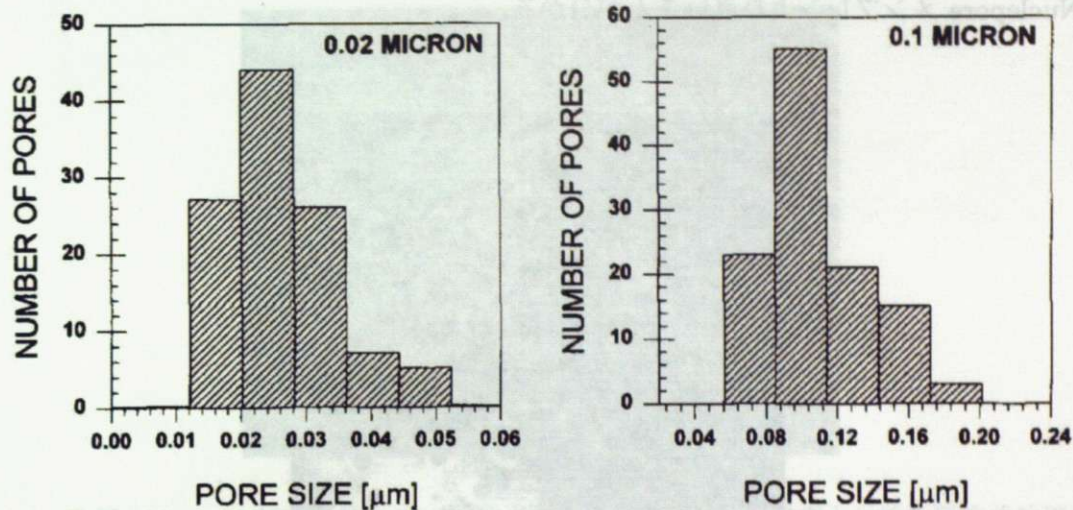 Nuclepore
50
40
30
20
10
0
NUMBER OF PORES
0.02 MICRON
0.00 0.01 0.02 0.03 0.04 0.05 0.06
PORE SIZE [μm]
60
50
40
30
20
10
0
NUMBER OF PORES
0.1 MICRON
0.04 0.08 0.12 0.16 0.20 0.24
PORE SIZE [μm]